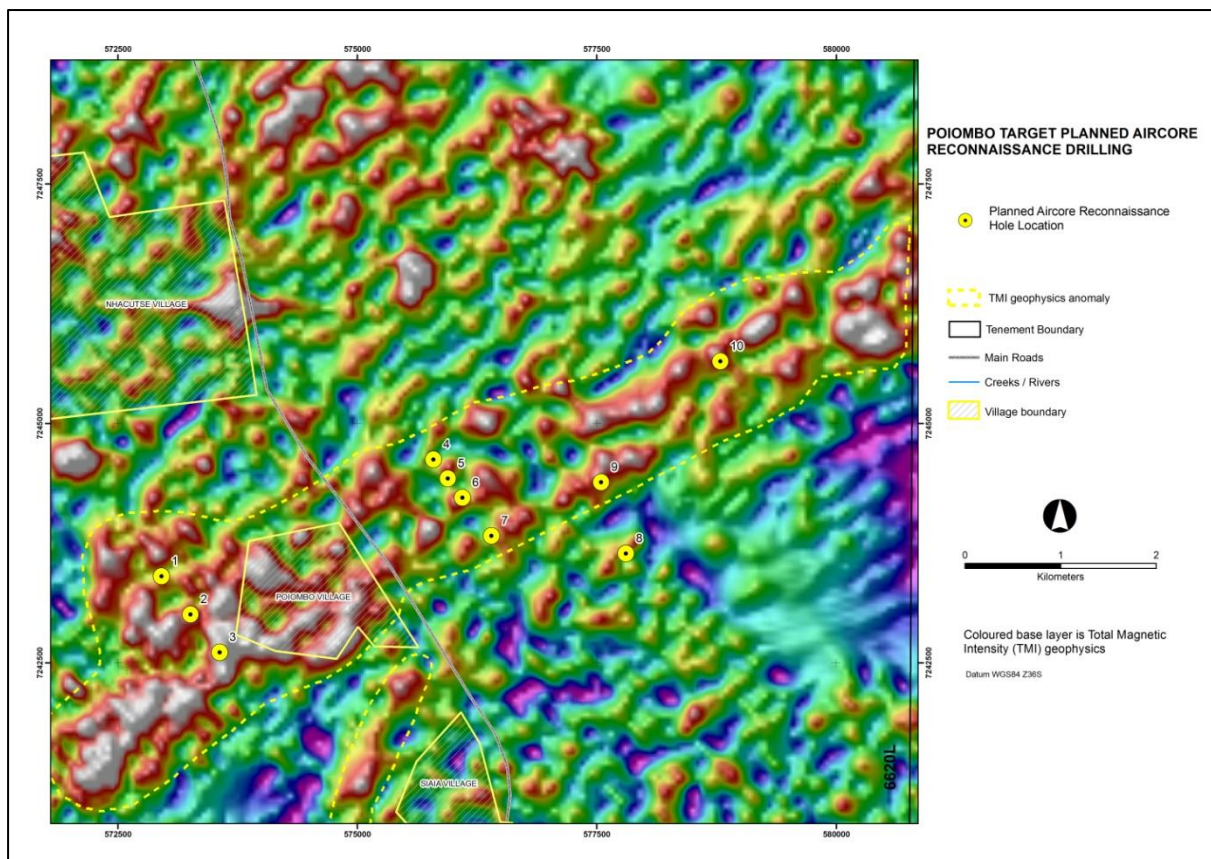 572500
575000
577500
580000
7247500
7245000
7242500
7247500
7245000
7242500
NHACUTSE VILLAGE
POIOMBO VILLAGE
SIAIA VILLAGE
1
2
3
4
5
6
7
8
9
10
6620L
572500
575000
577500
580000
POIOMBO TARGET PLANNED AIRCORE
RECONNAISSANCE DRILLING
Planned Aircore Reconnaissance
Hole Location
TMI geophysics anomaly
Tenement Boundary
Main Roads
Creeks / Rivers
Village boundary
0 1 2
Kilometers
Coloured base layer is Total Magnetic
Intensity (TMI) geophysics
Datum WGS84 Z36S